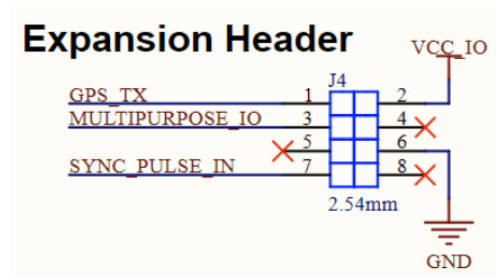 Expansion Header
VCC_IO
J4
GPS_TX 1 2
MULTIPURPOSE_IO 3 4
5 6
SYNC_PULSE_IN 7 8
2.54mm
GND